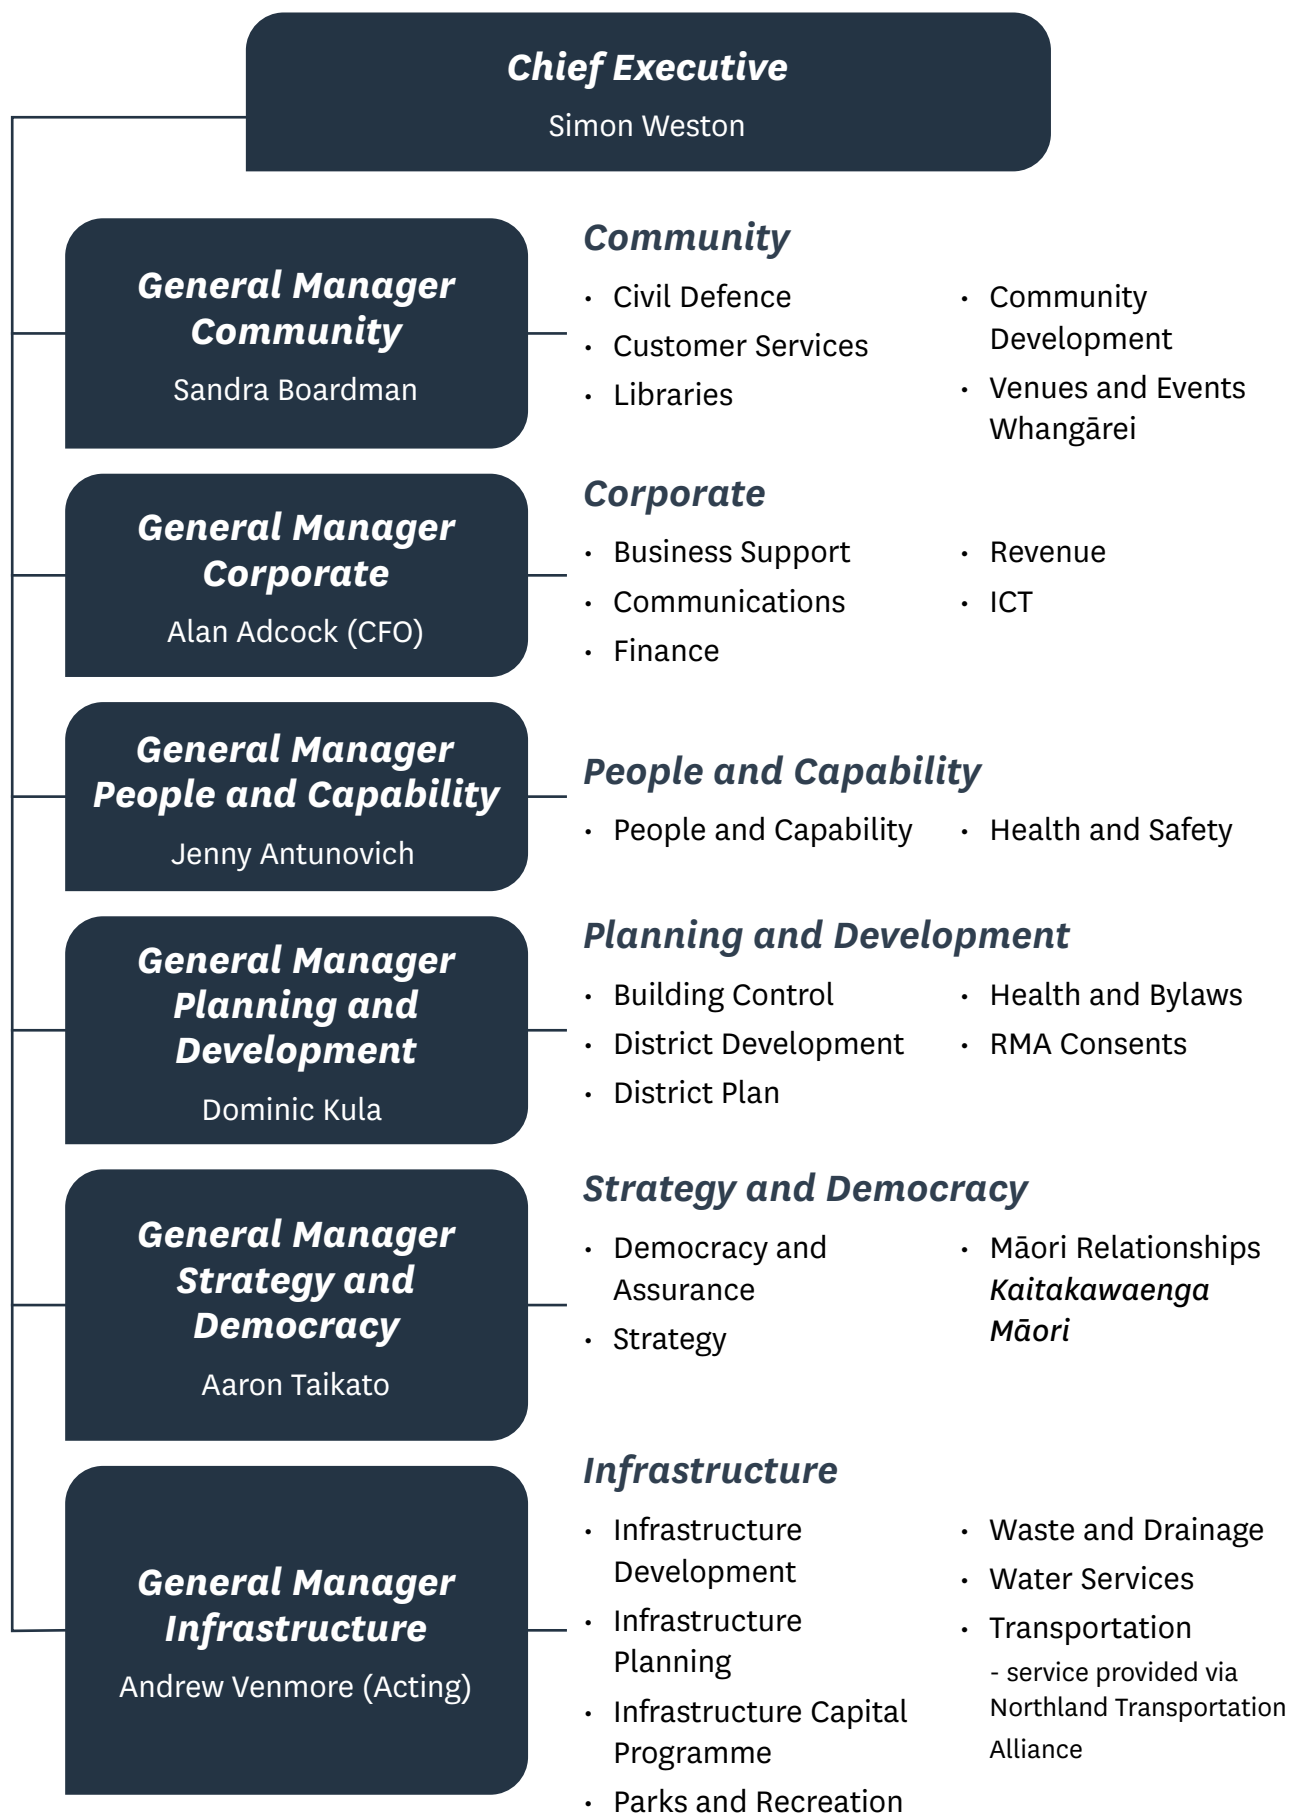 Chief Executive
Simon Weston
General Manager
Community
Sandra Boardman
Community
• Civil Defence
• Customer Services
• Libraries
• Community
Development
• Venues and Events
Whangārei
General Manager
Corporate
Alan Adcock (CFO)
Corporate
• Business Support
• Communications
• Finance
• Revenue
• ICT
General Manager
People and Capability
Jenny Antunovich
People and Capability
• People and Capability
• Health and Safety
General Manager
Planning and
Development
Dominic Kula
Planning and Development
• Building Control
• District Development
• District Plan
• Health and Bylaws
• RMA Consents
General Manager
Strategy and
Democracy
Aaron Taikato
Strategy and Democracy
• Democracy and
Assurance
• Strategy
• Māori Relationships
Kaitakawaenga
Māori
General Manager
Infrastructure
Andrew Venmore (Acting)
Infrastructure
• Infrastructure
Development
• Infrastructure
Planning
• Infrastructure Capital
Programme
• Parks and Recreation
• Waste and Drainage
• Water Services
• Transportation
- service provided via
Northland Transportation
Alliance